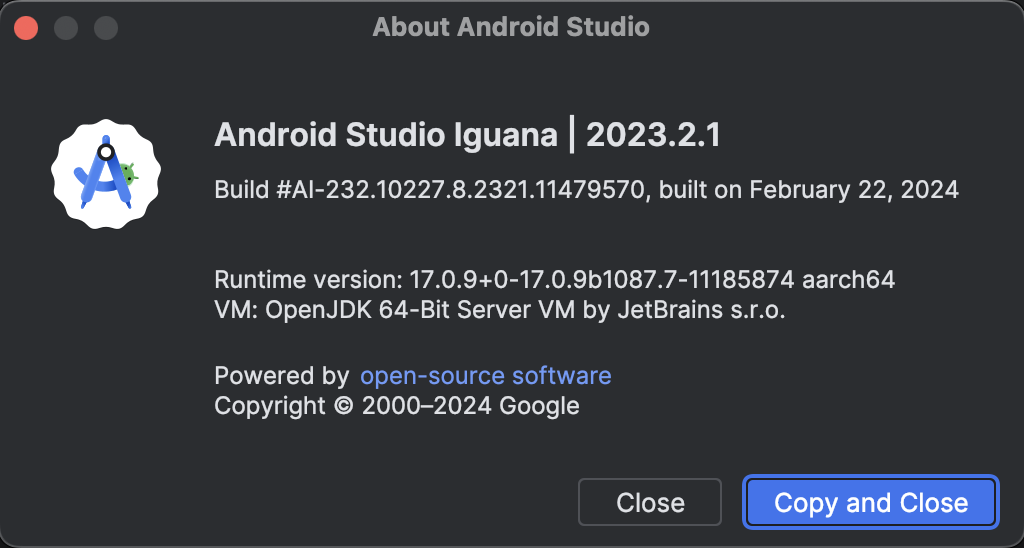 About Android Studio
Android Studio Iguana | 2023.2.1
Build #AI-232.10227.8.2321.11479570, built on February 22, 2024
Runtime version: 17.0.9+0-17.0.9b1087.7-11185874 aarch64
VM: OpenJDK 64-Bit Server VM by JetBrains s.r.o.
Powered by open-source software
Copyright © 2000–2024 Google
Close
Copy and Close